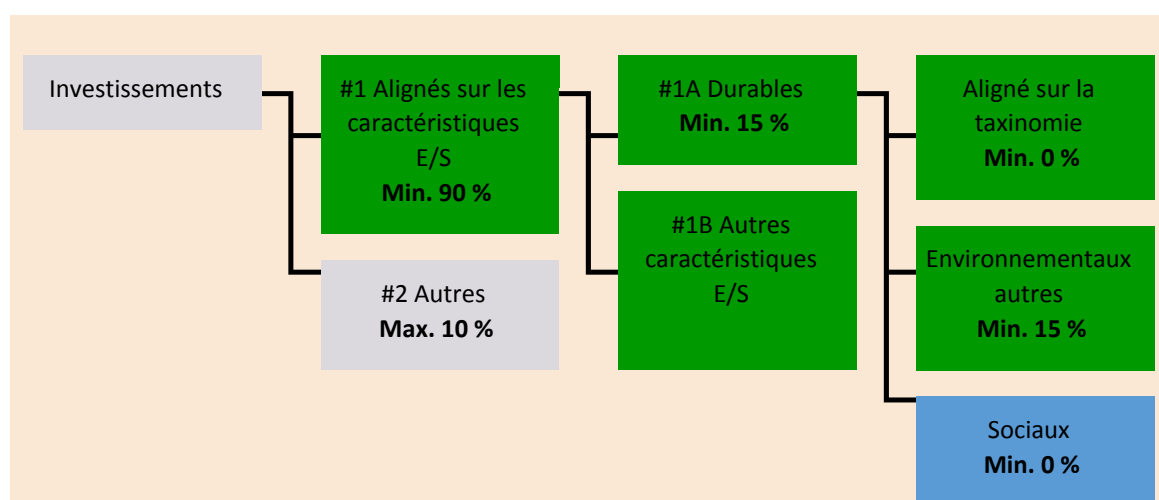 Investissements
#1 Alignés sur les
caractéristiques
E/S
Min. 90 %
#2 Autres
Max. 10 %
#1A Durables
Min. 15 %
#1B Autres
caractéristiques
E/S
Aligné sur la
taxinomie
Min. 0 %
Environnementaux
autres
Min. 15 %
Sociaux
Min. 0 %